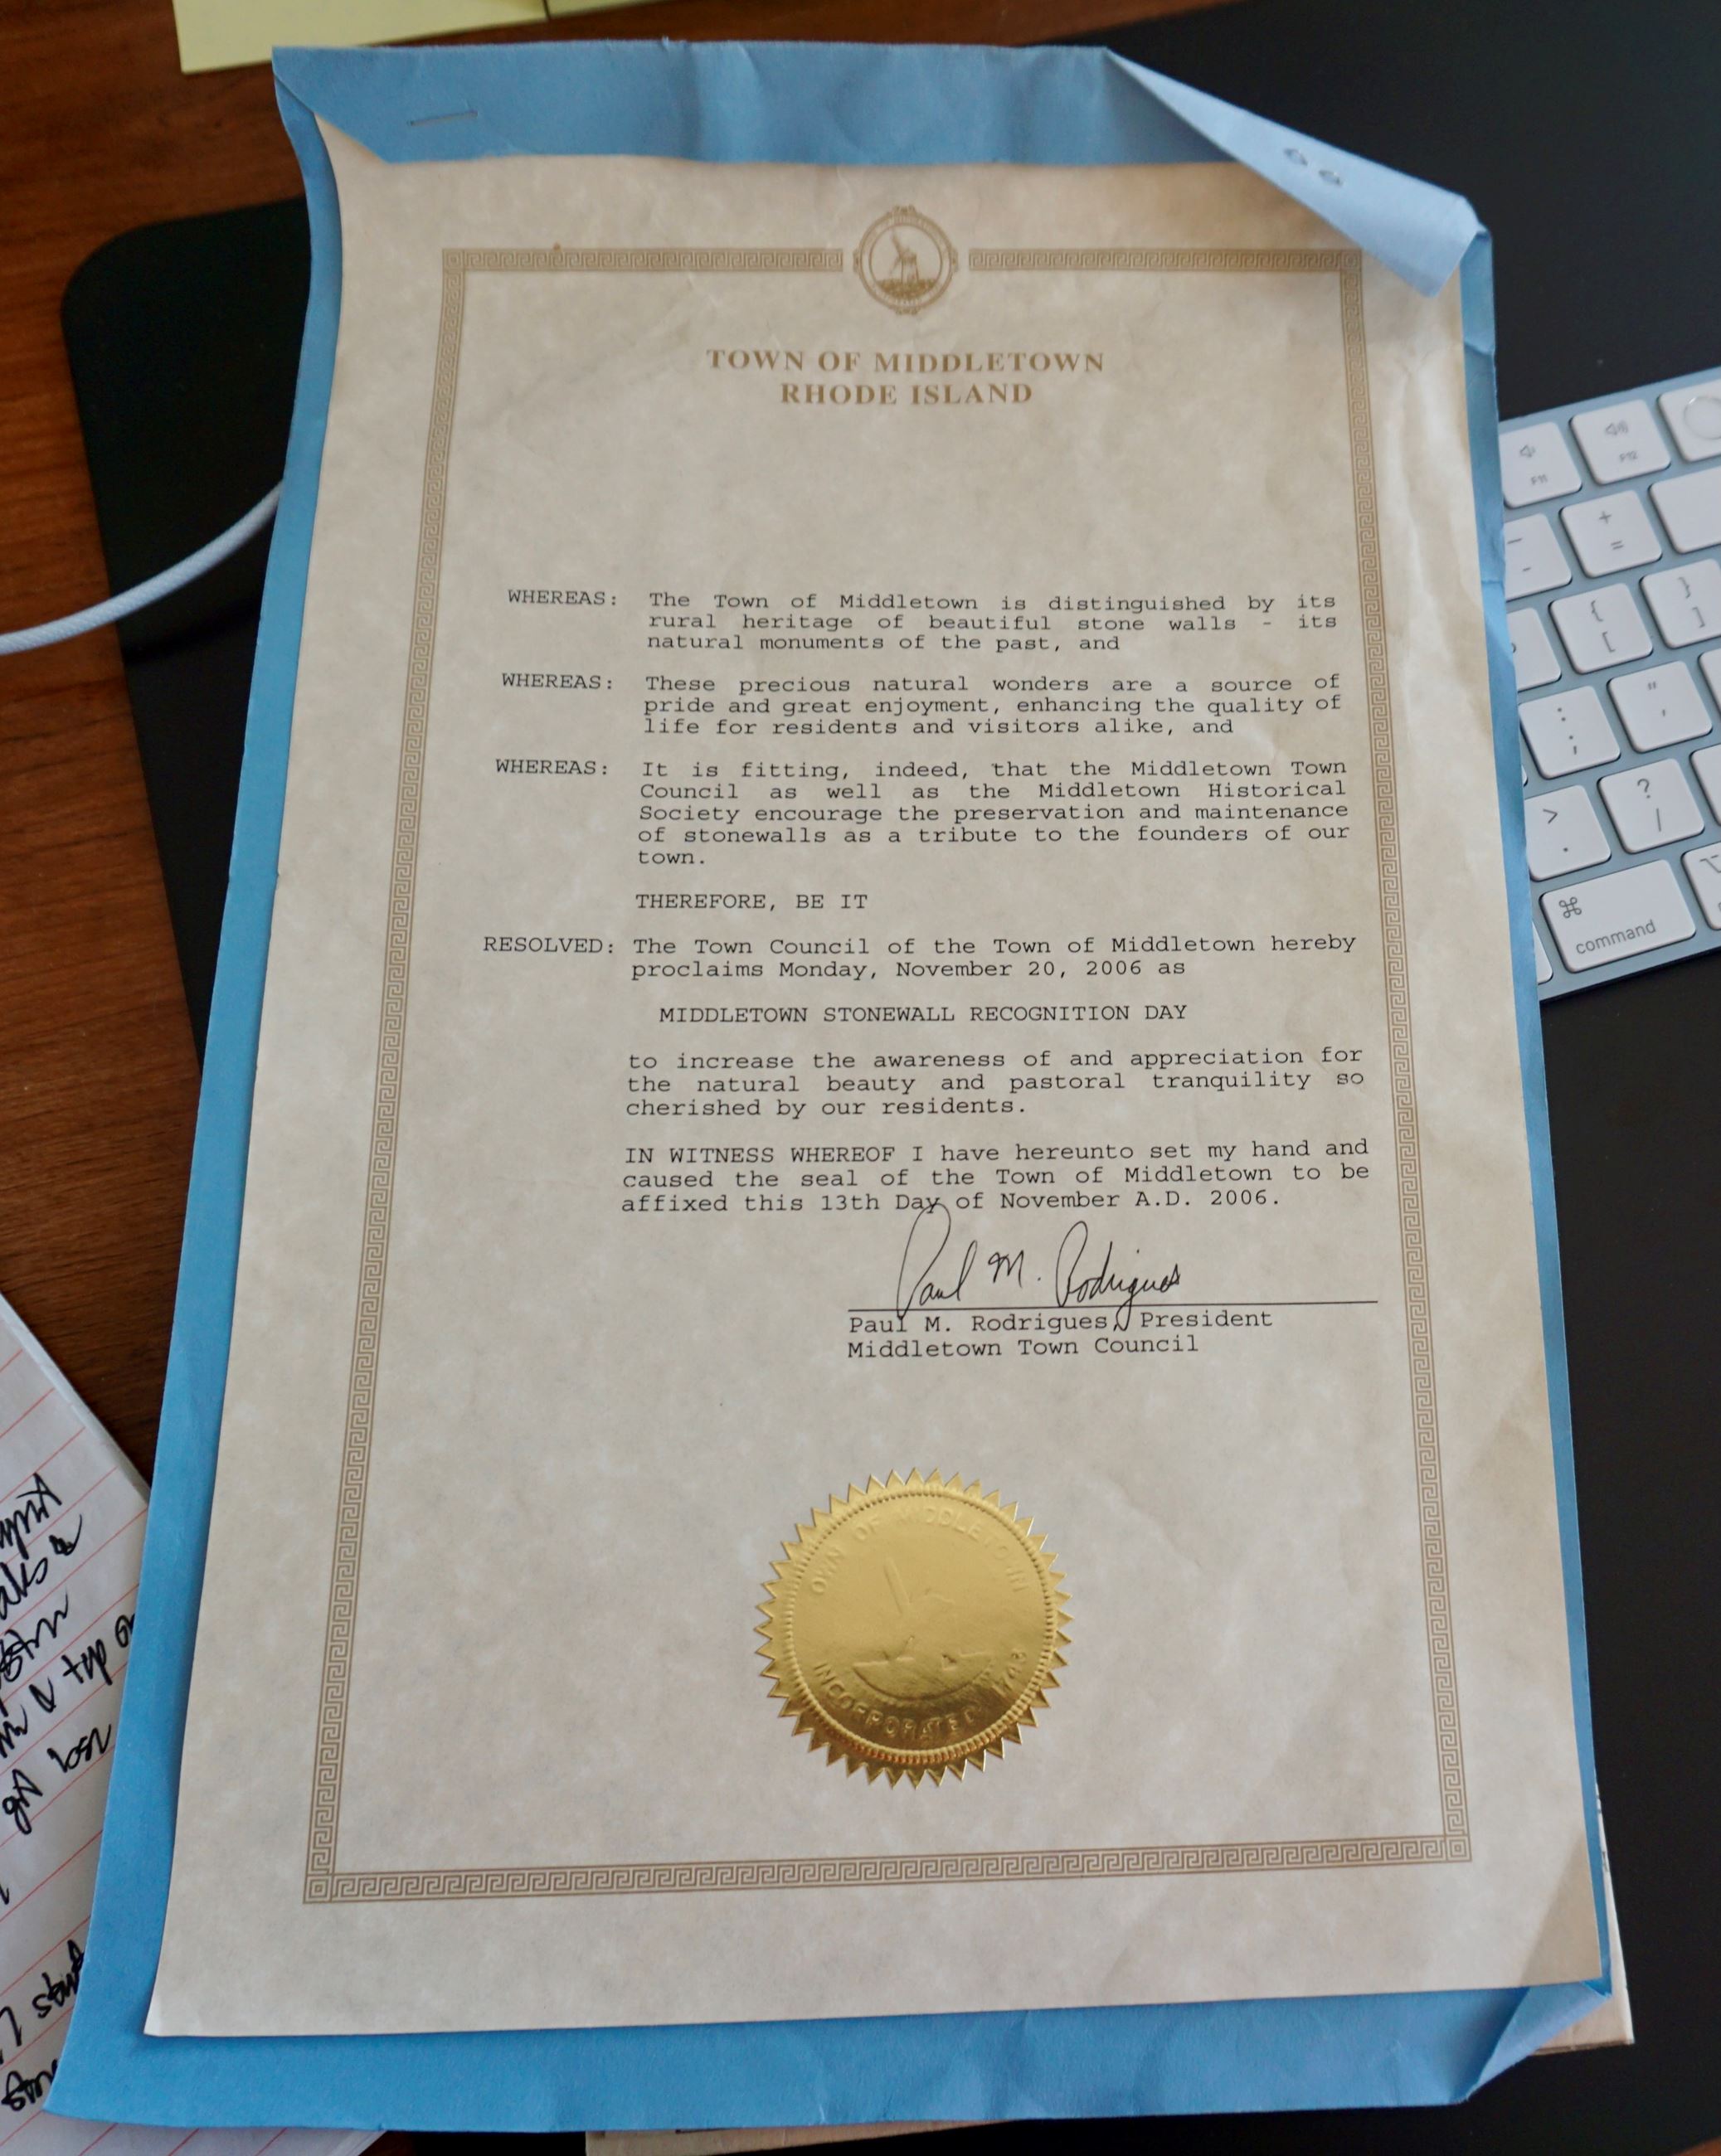 TOWN OF MIDDLETOWN
RHODE ISLAND
WHEREAS: The Town of Middletown is distinguished by its
rural heritage of beautiful stone walls - its
natural monuments of the past, and
WHEREAS: These precious natural wonders are a source of
pride and great enjoyment, enhancing the quality of
life for residents and visitors alike, and
WHEREAS: It is fitting, indeed, that the Middletown Town
Council as well as the Middletown Historical
Society encourage the preservation and maintenance
of stonewalls as a tribute to the founders of our
town.
THEREFORE, BE IT
RESOLVED: The Town Council of the Town of Middletown hereby
proclaims Monday, November 20, 2006 as
MIDDLETOWN STONEWALL RECOGNITION DAY
to increase the awareness of and appreciation for
the natural beauty and pastoral tranquility so
cherished by our residents.
IN WITNESS WHEREOF I have hereunto set my hand and
caused the seal of the Town of Middletown to be
affixed this 13th Day of November A.D. 2006.
Paul M. Rodrigues
Paul M. Rodrigues, President
Middletown Town Council
OWN OF MIDDLETOWN
INCORPORATED 1743
F11
F12
+
=
-
{
[
}
]
:
;
"
'
>
.
?
/
⌘
command